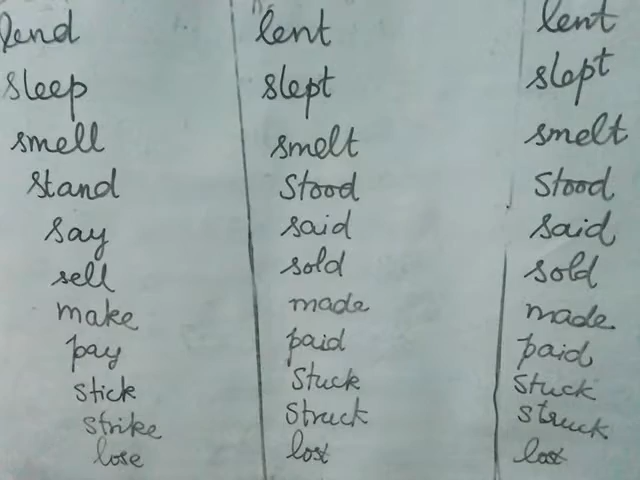 lend lent lent
sleep slept slept
smell smelt smelt
stand stood stood
say said said
sell sold sold
make made made
pay paid paid
stick stuck stuck
strike struck struck
lose lost lost